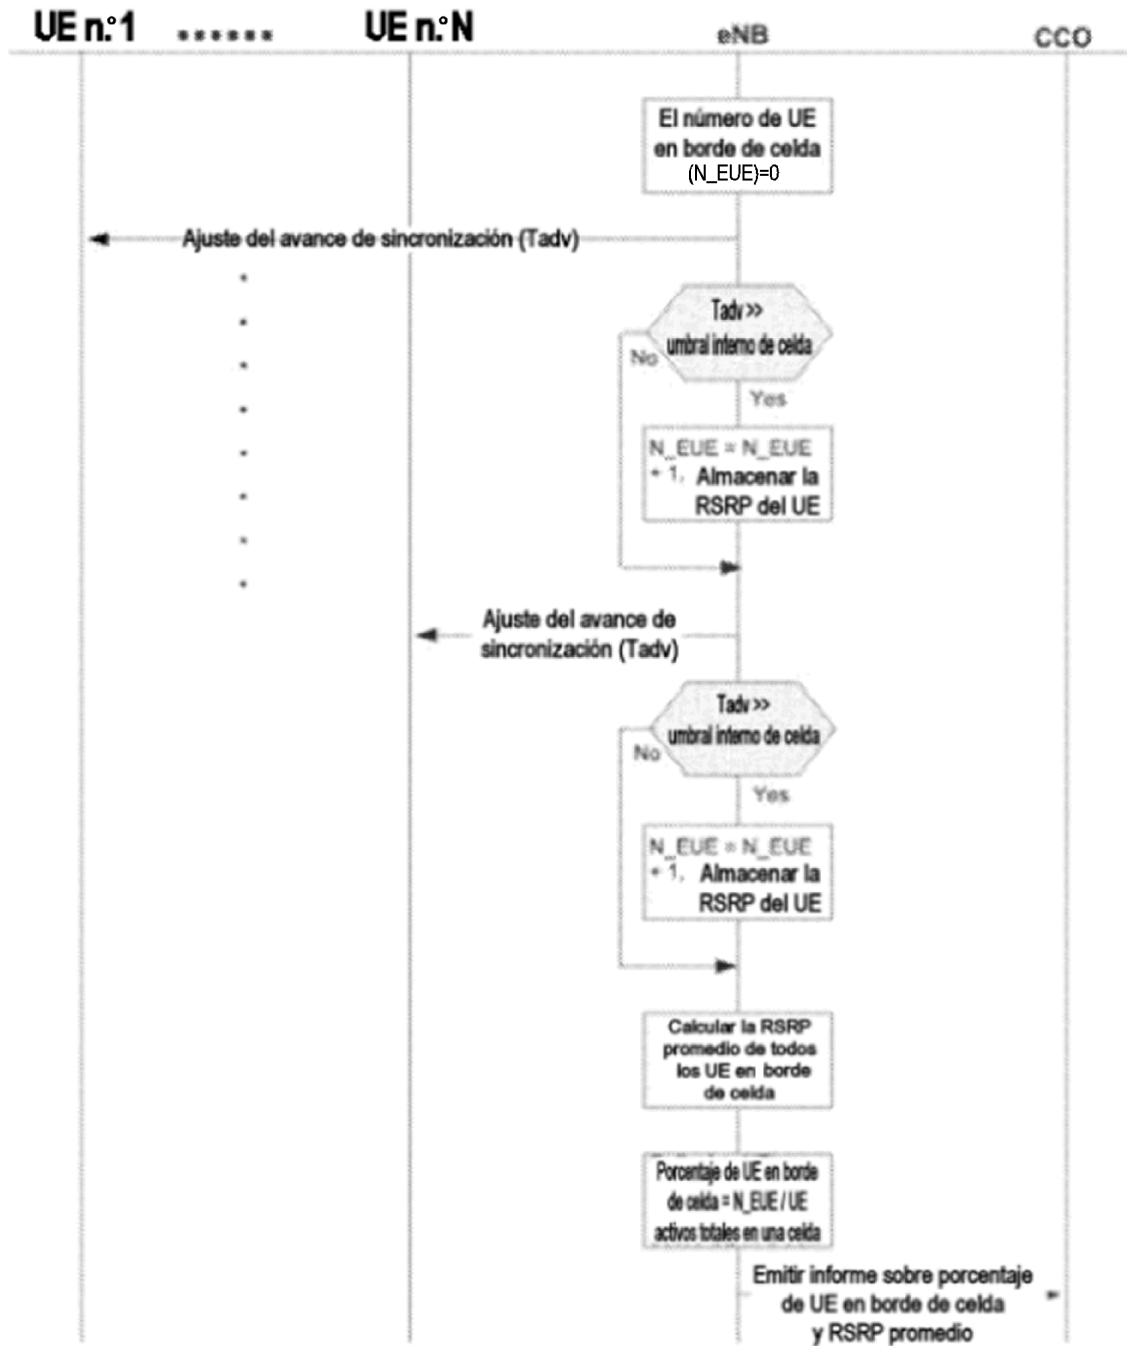 UE n.º 1 ...... UE n.º N eNB CCO
El número de UE
en borde de celda
(N_EUE)=0
Ajuste del avance de sincronización (Tadv)
Tadv >>
umbral interno de celda
No
Yes
N_EUE = N_EUE
+ 1, Almacenar la
RSRP del UE
Ajuste del avance de
sincronización (Tadv)
Tadv >>
umbral interno de celda
No
Yes
N_EUE = N_EUE
+ 1, Almacenar la
RSRP del UE
Calcular la RSRP
promedio de todos
los UE en borde
de celda
Porcentaje de UE en borde
de celda = N_EUE / UE
activos totales en una celda
Emitir informe sobre porcentaje
de UE en borde de celda
y RSRP promedio